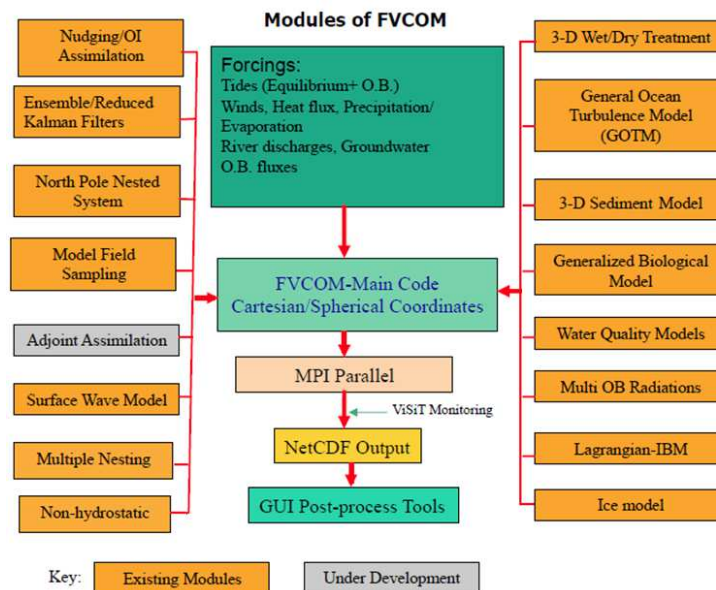 Modules of FVCOM
Nudging/OI
Assimilation
Ensemble/Reduced
Kalman Filters
North Pole Nested
System
Model Field
Sampling
Adjoint Assimilation
Surface Wave Model
Multiple Nesting
Non-hydrostatic
Forcings:
Tides (Equilibrium+ O.B.)
Winds, Heat flux, Precipitation/
Evaporation
River discharges, Groundwater
O.B. fluxes
FVCOM-Main Code
Cartesian/Spherical Coordinates
MPI Parallel
ViSiT Monitoring
NetCDF Output
GUI Post-process Tools
3-D Wet/Dry Treatment
General Ocean
Turbulence Model
(GOTM)
3-D Sediment Model
Generalized Biological
Model
Water Quality Models
Multi OB Radiations
Lagrangian-IBM
Ice model
Key:
Existing Modules
Under Development